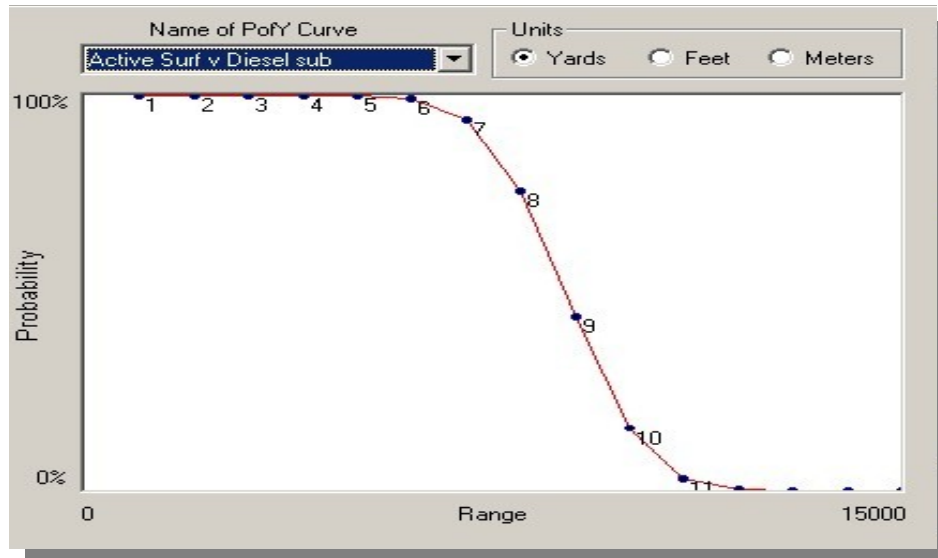 Name of PofY Curve
Units
Active Surf v Diesel sub
Yards Feet Meters
100%
1 2 3 4 5 6
7
8
9
10
11
Probability
0%
0 Range 15000